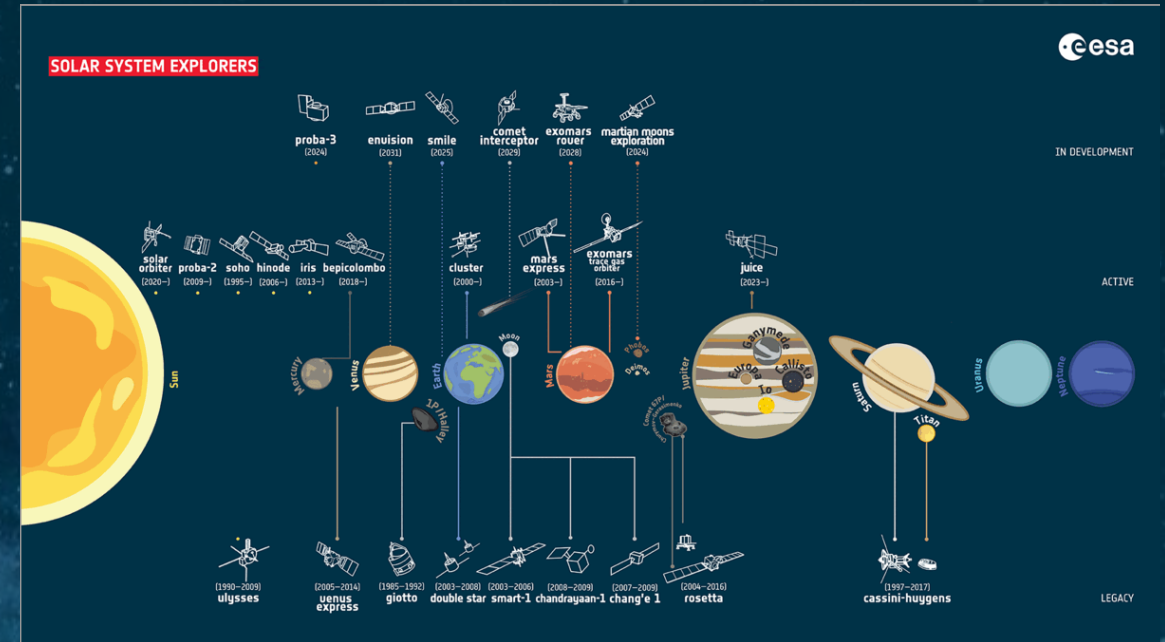 esa
SOLAR SYSTEM EXPLORERS
proba-3
(2024)
envision
(2031)
smile
(2025)
comet
interceptor
(2029)
exomars
rover
(2028)
martian moons
exploration
(2024)
IN DEVELOPMENT
solar
orbiter
(2020–)
proba-2
(2009–)
soho
(1995–)
hinode
(2006–)
iris
(2013–)
bepicolombo
(2018–)
cluster
(2000–)
mars
express
(2003–)
exomars
trace gas
orbiter
(2016–)
juice
(2023–)
ACTIVE
Sun
Mercury
Venus
Earth
Moon
1P/Halley
Mars
Phobos
Deimos
Comet 67P/
Churyumov-Gerasimenko
Jupiter
Ganymede
Europa
Callisto
Io
Saturn
Titan
Uranus
Neptune
(1990–2009)
ulysses
(2005–2014)
venus
express
(1985–1992)
giotto
(2003–2008)
double star
(2003–2006)
smart-1
(2008–2009)
chandrayaan-1
(2007–2009)
chang'e 1
(2004–2016)
rosetta
(1997–2017)
cassini-huygens
LEGACY